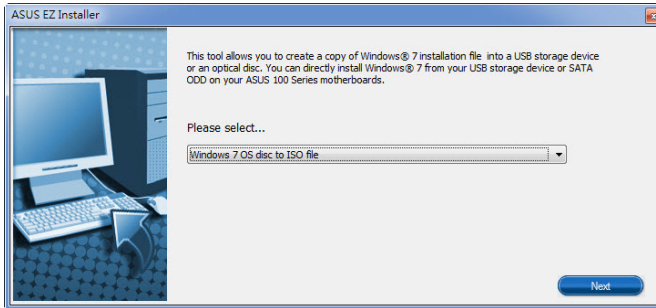 ASUS EZ Installer
This tool allows you to create a copy of Windows® 7 installation file into a USB storage device
or an optical disc. You can directly install Windows® 7 from your USB storage device or SATA
ODD on your ASUS 100 Series motherboards.
Please select...
Windows 7 OS disc to ISO file
Next